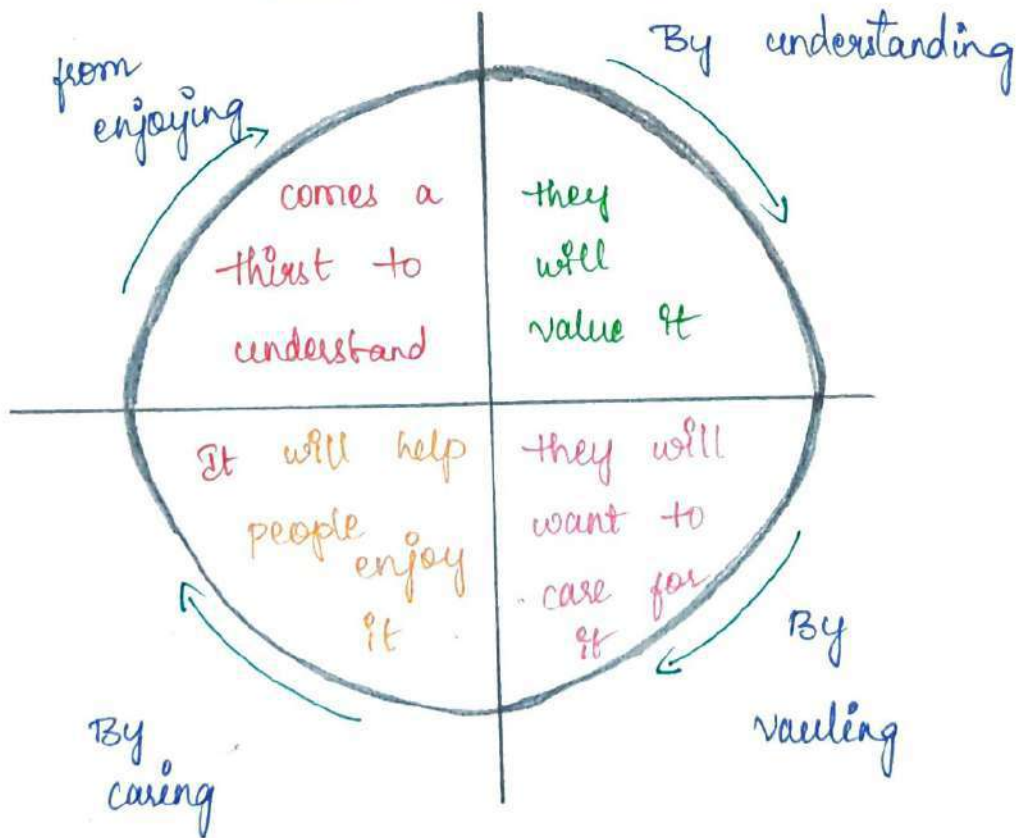 By understanding
they
will
value it
By
vauling
they will
want to
care for
it
By
caring
It will help
people
enjoy
it
from
enjoying
comes a
thirst to
understand